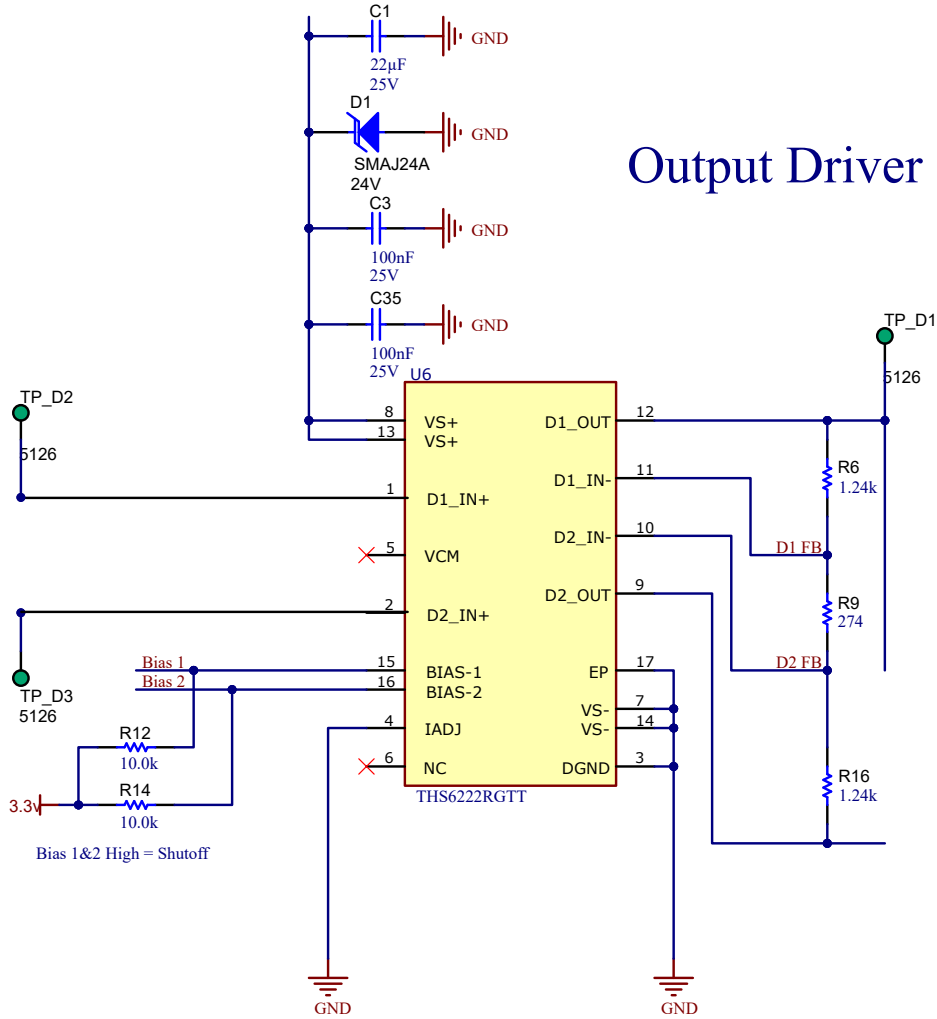 C1
GND
22µF
25V
D1
GND
SMAJ24A
24V
Output Driver
C3
GND
100nF
25V
C35
GND
100nF
25V
TP_D1
5126
U6
TP_D2
5126
8 VS+
13 VS+
1 D1_IN+
5 VCM
2 D2_IN+
15 BIAS-1
16 BIAS-2
4 IADJ
6 NC
D1_OUT 12
D1_IN- 11
D2_IN- 10
D2_OUT 9
EP 17
VS- 7
VS- 14
DGND 3
THS6222RGTT
R6
1.24k
D1 FB
R9
274
D2 FB
R16
1.24k
TP_D3
5126
Bias 1
Bias 2
R12
10.0k
R14
10.0k
3.3v
Bias 1&2 High = Shutoff
GND
GND